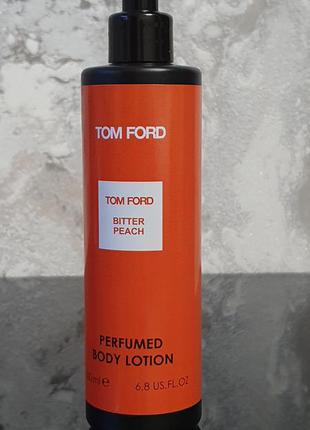 TOM FORD
TOM FORD
BITTER
PEACH
PERFUMED
BODY LOTION
6,8 US.FL.OZ